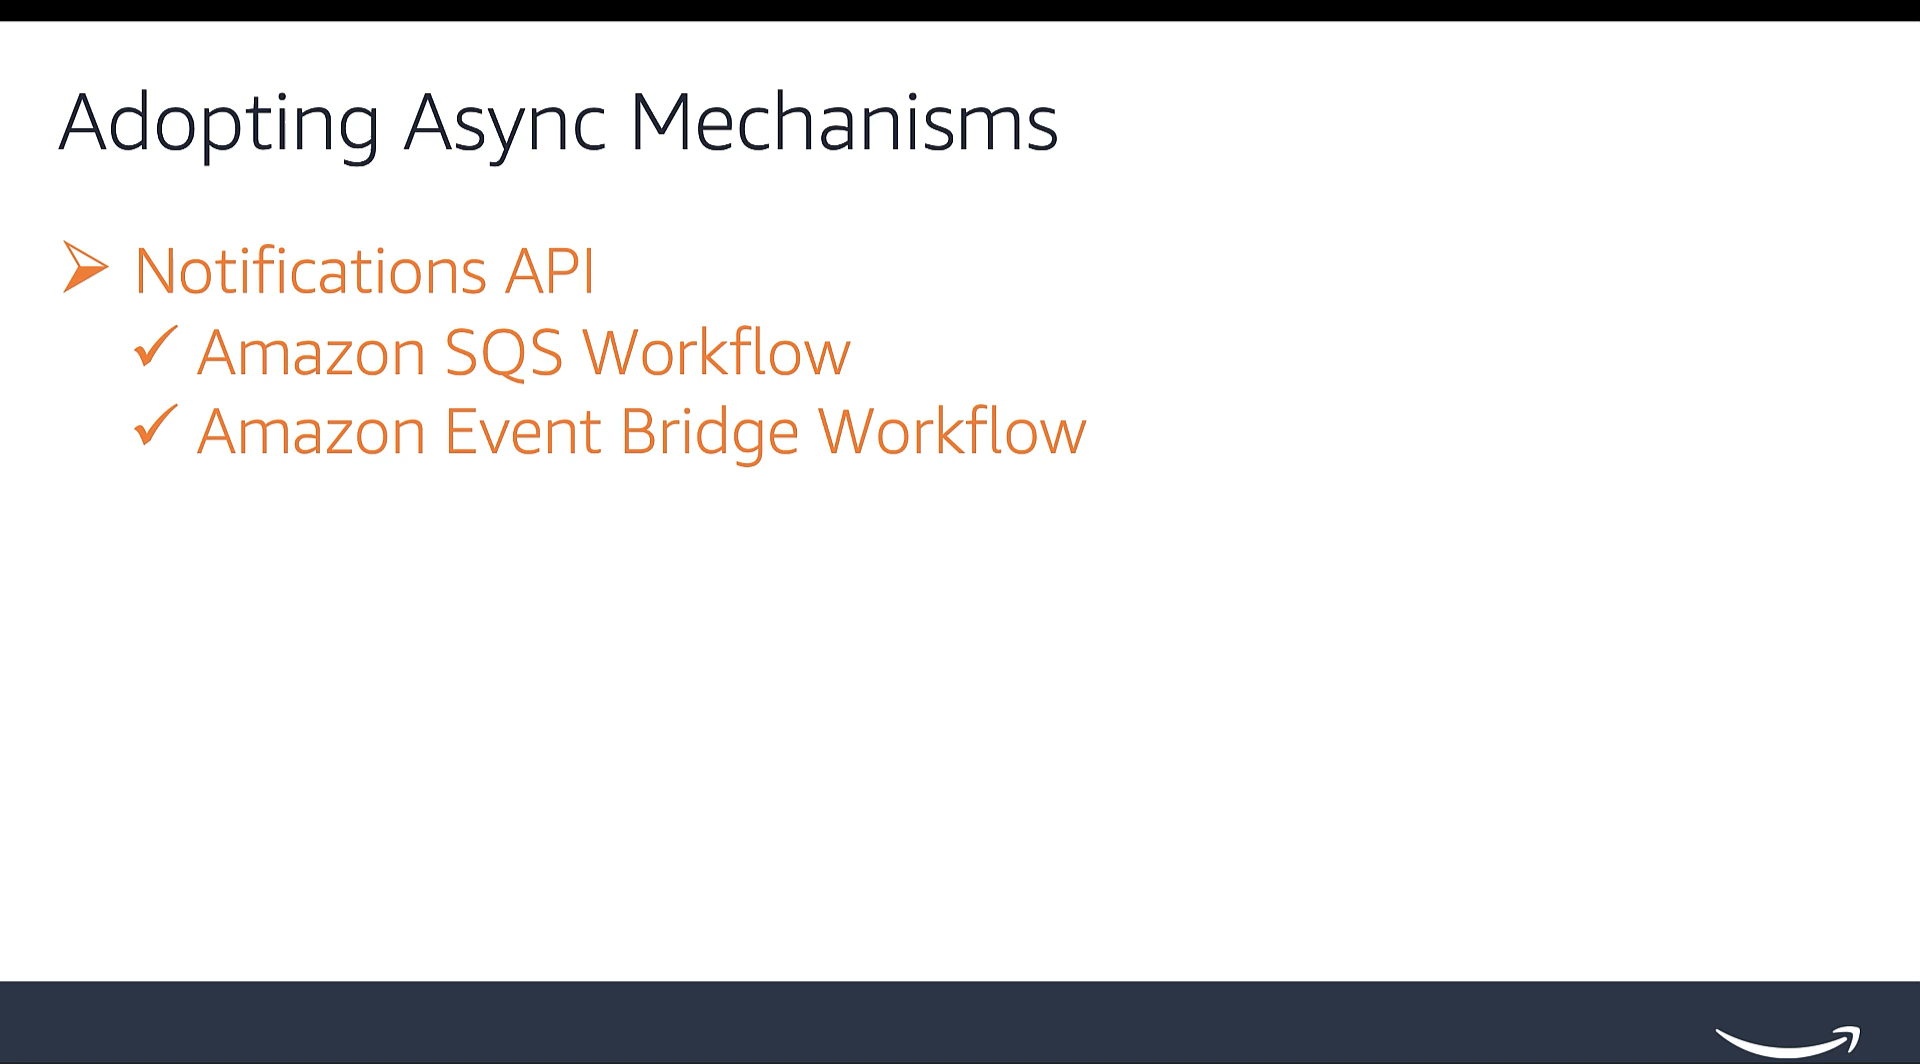 Adopting Async Mechanisms
Notifications API
Amazon SQS Workflow
Amazon Event Bridge Workflow